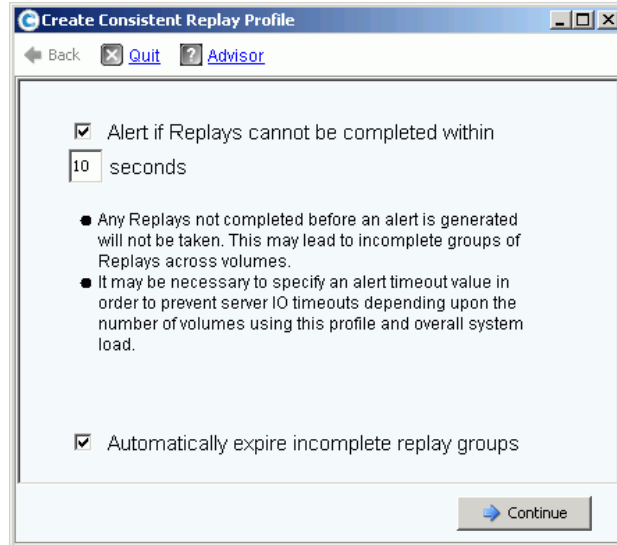 Create Consistent Replay Profile
Back Quit Advisor
Alert if Replays cannot be completed within
10 seconds
Any Replays not completed before an alert is generated
will not be taken. This may lead to incomplete groups of
Replays across volumes.
It may be necessary to specify an alert timeout value in
order to prevent server IO timeouts depending upon the
number of volumes using this profile and overall system
load.
Automatically expire incomplete replay groups
Continue